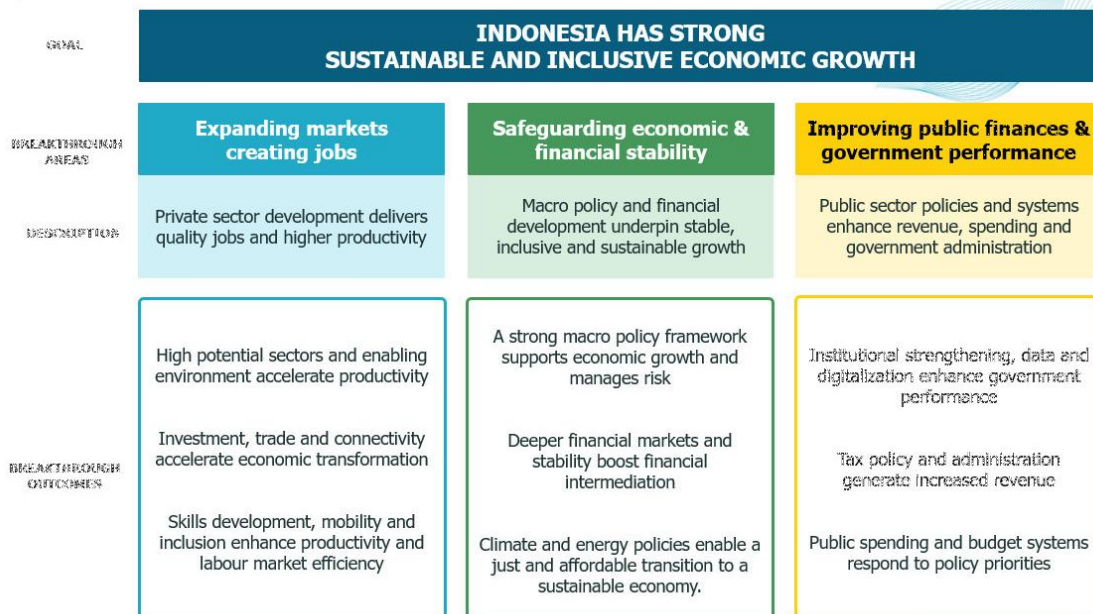 GOAL
INDONESIA HAS STRONG
SUSTAINABLE AND INCLUSIVE ECONOMIC GROWTH
BREAKTHROUGH
AREAS
Expanding markets
creating jobs
Safeguarding economic &
financial stability
Improving public finances &
government performance
DESCRIPTION
Private sector development delivers
quality jobs and higher productivity
Macro policy and financial
development underpin stable,
inclusive and sustainable growth
Public sector policies and systems
enhance revenue, spending and
government administration
BREAKTHROUGH
OUTCOMES
High potential sectors and enabling
environment accelerate productivity
Investment, trade and connectivity
accelerate economic transformation
Skills development, mobility and
inclusion enhance productivity and
labour market efficiency
A strong macro policy framework
supports economic growth and
manages risk
Deeper financial markets and
stability boost financial
intermediation
Climate and energy policies enable a
just and affordable transition to a
sustainable economy.
Institutional strengthening, data and
digitalization enhance government
performance
Tax policy and administration
generate increased revenue
Public spending and budget systems
respond to policy priorities